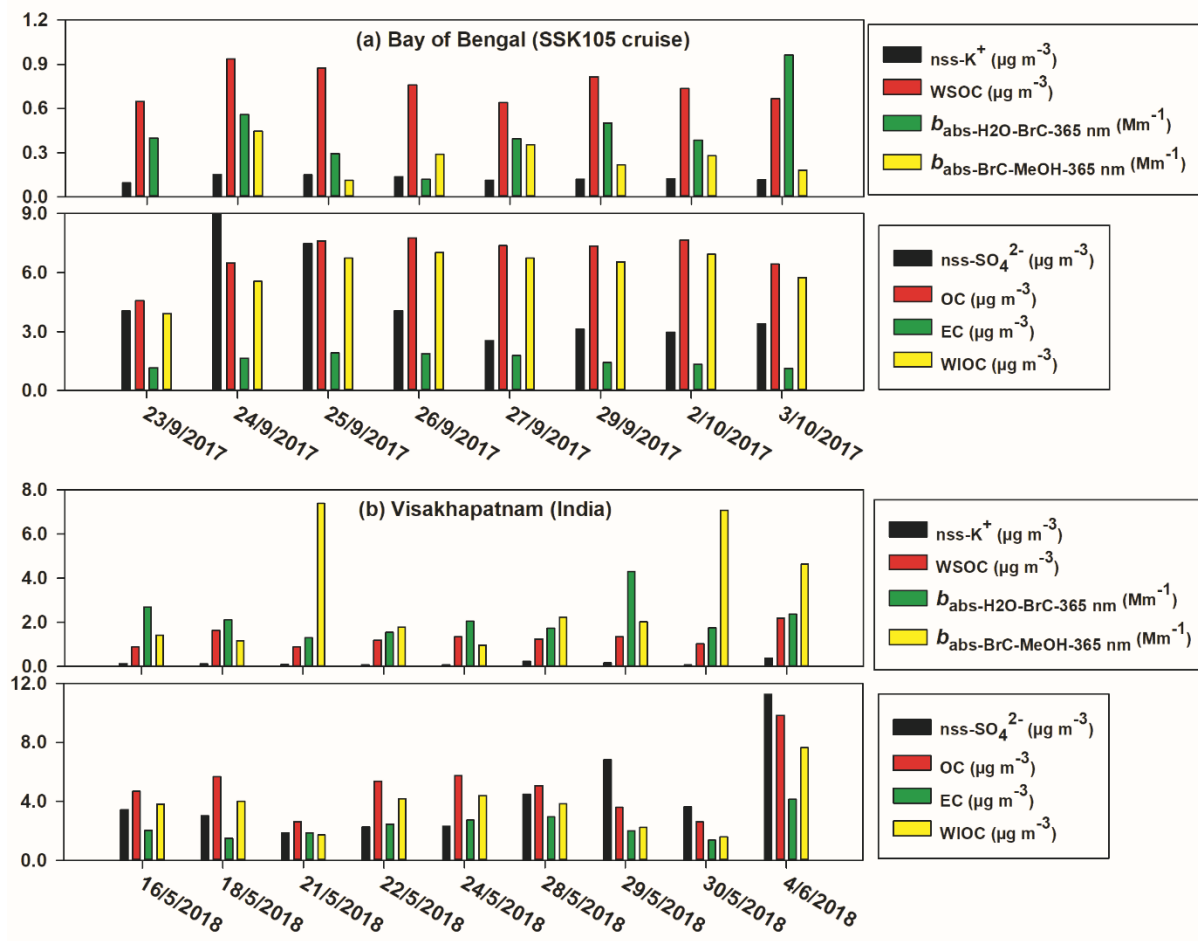 (a) Bay of Bengal (SSK105 cruise)
1.2
0.9
0.6
0.3
0.0
nss-K⁺ (µg m⁻³)
WSOC (µg m⁻³)
b abs-H2O-BrC-365 nm (Mm⁻¹)
b abs-BrC-MeOH-365 nm (Mm⁻¹)
9.0
6.0
3.0
0.0
nss-SO₄²⁻ (µg m⁻³)
OC (µg m⁻³)
EC (µg m⁻³)
WIOC (µg m⁻³)
23/9/2017
24/9/2017
25/9/2017
26/9/2017
27/9/2017
29/9/2017
2/10/2017
3/10/2017
(b) Visakhapatnam (India)
8.0
6.0
4.0
2.0
0.0
nss-K⁺ (µg m⁻³)
WSOC (µg m⁻³)
b abs-H2O-BrC-365 nm (Mm⁻¹)
b abs-BrC-MeOH-365 nm (Mm⁻¹)
12.0
8.0
4.0
0.0
nss-SO₄²⁻ (µg m⁻³)
OC (µg m⁻³)
EC (µg m⁻³)
WIOC (µg m⁻³)
16/5/2018
18/5/2018
21/5/2018
22/5/2018
24/5/2018
28/5/2018
29/5/2018
30/5/2018
4/6/2018